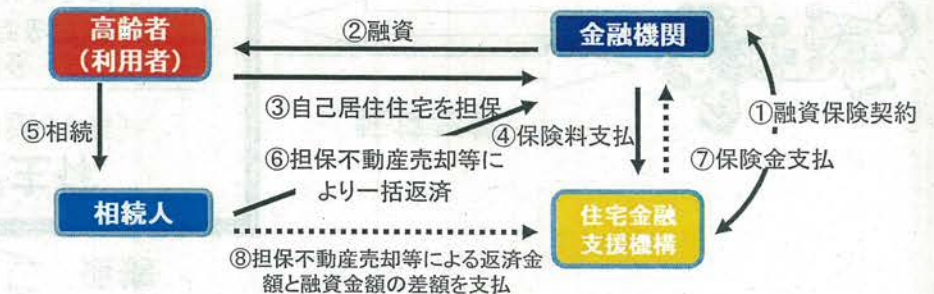 高齢者
（利用者）
②融資
金融機関
③自己居住住宅を担保
①融資保険契約
⑤相続
④保険料支払
⑥担保不動産売却等に
より一括返済
⑦保険金支払
相続人
住宅金融
支援機構
⑧担保不動産売却等による返済金
額と融資金額の差額を支払